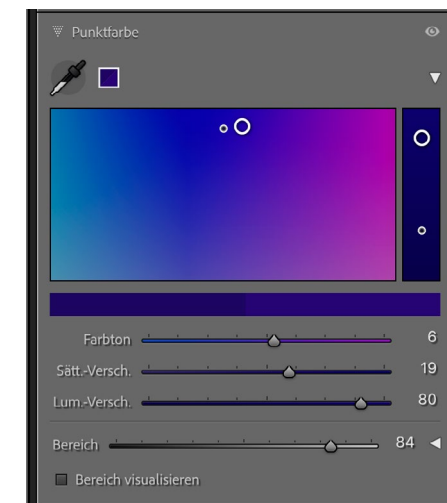 Punktfarbe
Farbton 6
Sätt.-Versch. 19
Lum.-Versch. 80
Bereich 84
Bereich visualisieren